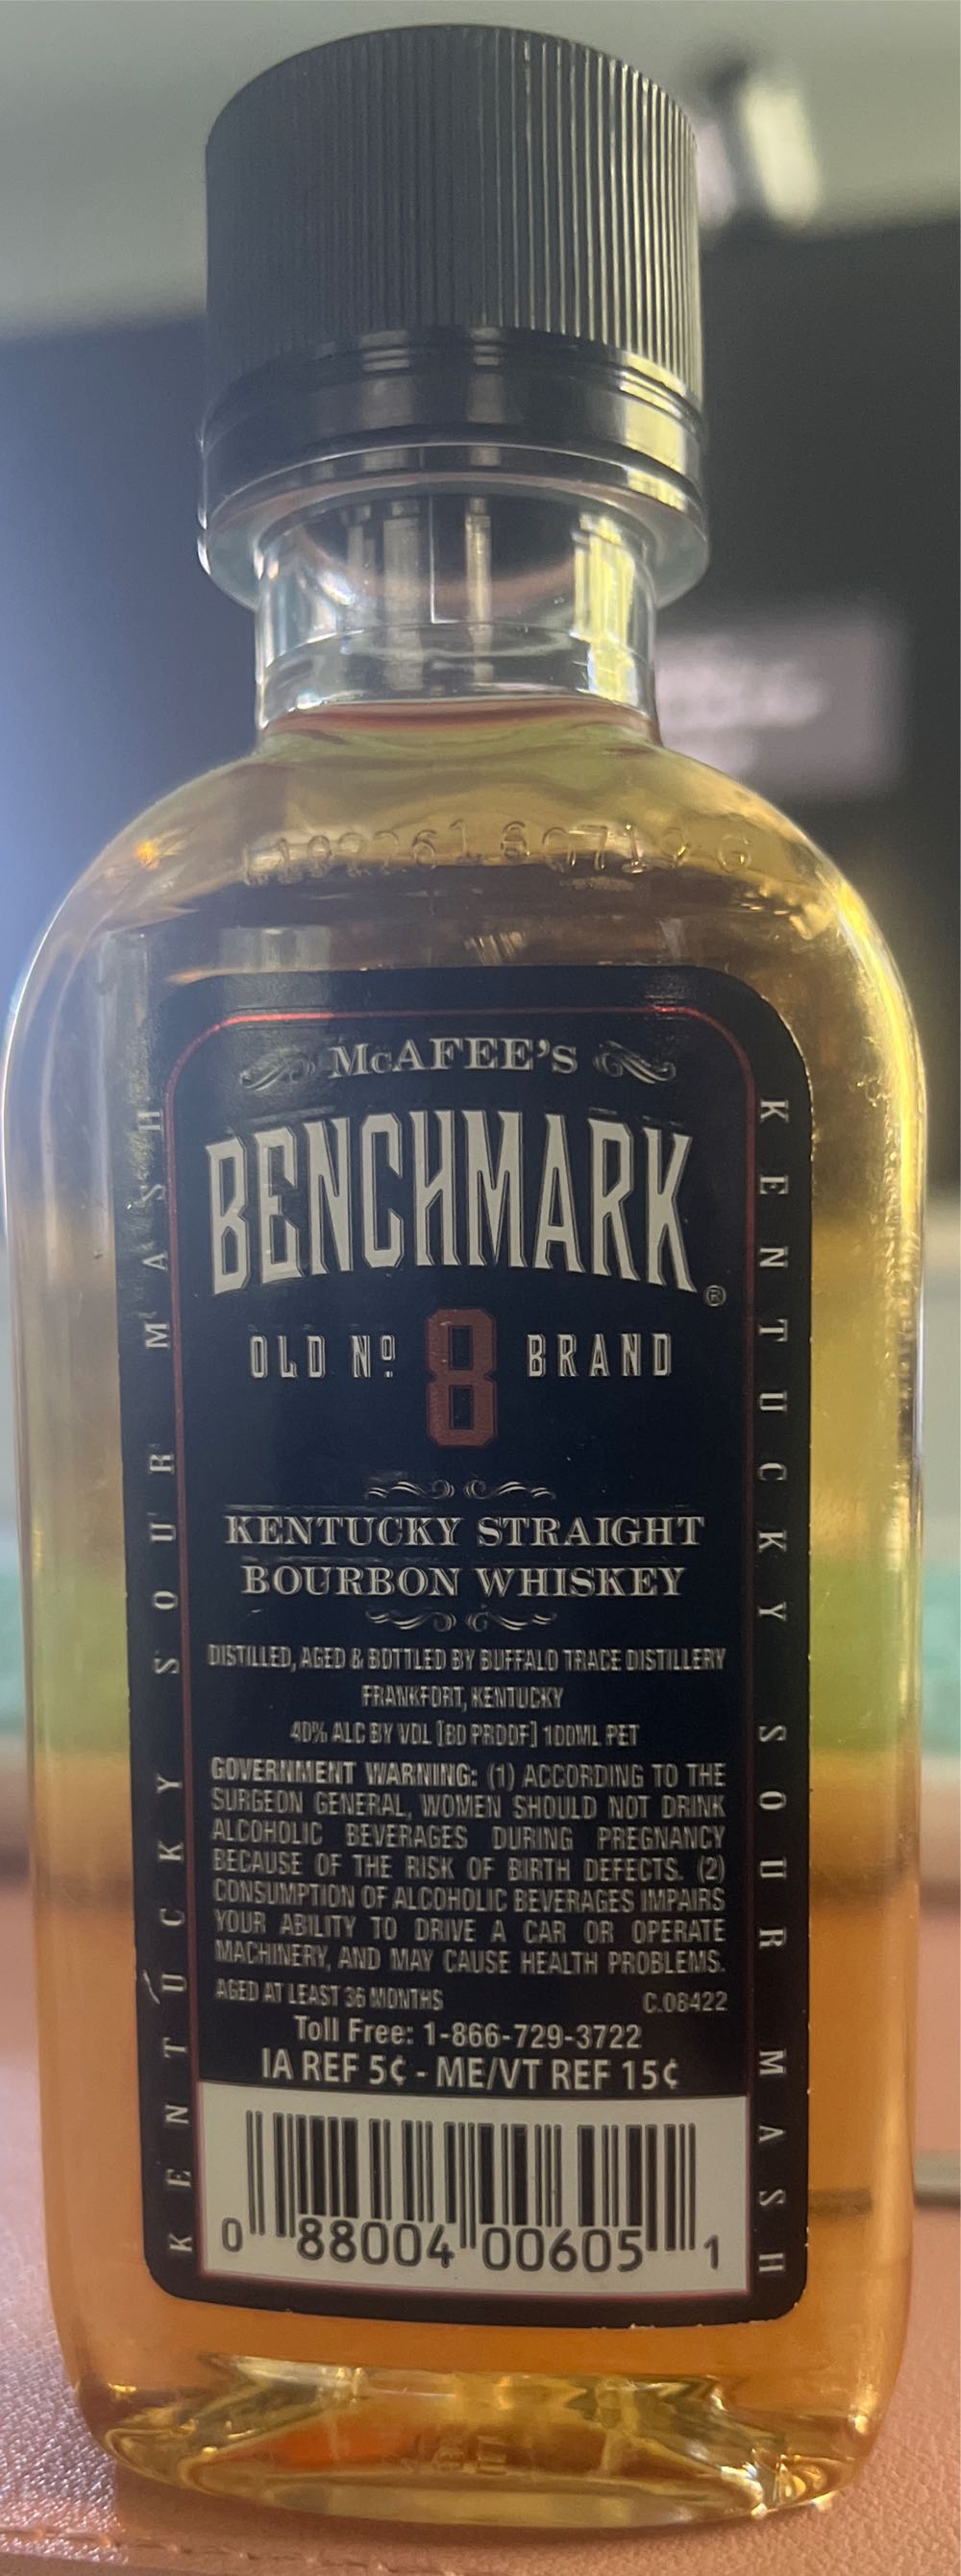 McAFEE'S
BENCHMARK®
OLD Nº 8 BRAND
KENTUCKY STRAIGHT
BOURBON WHISKEY
DISTILLED, AGED & BOTTLED BY BUFFALO TRACE DISTILLERY
FRANKFORT, KENTUCKY
40% ALC BY VOL [80 PROOF] 100ML PET
GOVERNMENT WARNING: (1) ACCORDING TO THE
SURGEON GENERAL, WOMEN SHOULD NOT DRINK
ALCOHOLIC BEVERAGES DURING PREGNANCY
BECAUSE OF THE RISK OF BIRTH DEFECTS. (2)
CONSUMPTION OF ALCOHOLIC BEVERAGES IMPAIRS
YOUR ABILITY TO DRIVE A CAR OR OPERATE
MACHINERY, AND MAY CAUSE HEALTH PROBLEMS.
AGED AT LEAST 36 MONTHS C.08422
Toll Free: 1-866-729-3722
IA REF 5¢ - ME/VT REF 15¢
0 88004 00605 1
KENTUCKY SOUR MASH
KENTUCKY SOUR MASH